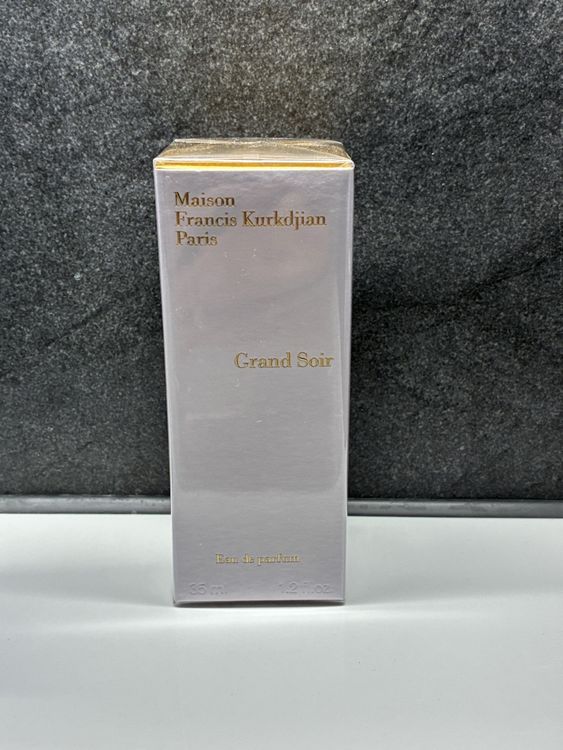 Maison
Francis Kurkdjian
Paris
Grand Soir
Eau de parfum
35 ml 1.2 fl.oz.